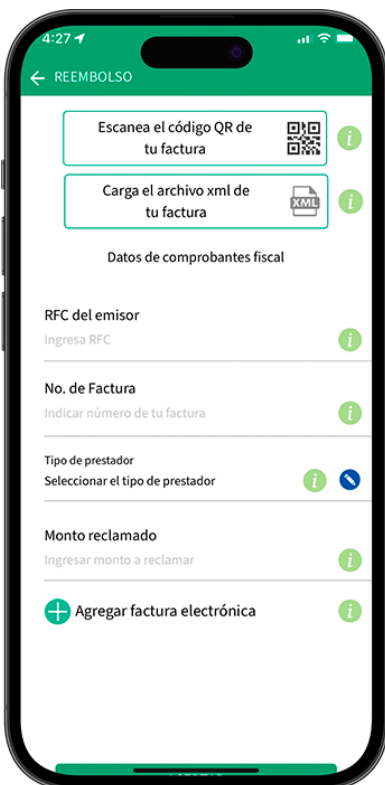 4:27
REEMBOLSO
Escanea el código QR de
tu factura
i
Carga el archivo xml de
tu factura
XML
i
Datos de comprobantes fiscal
RFC del emisor
Ingresa RFC
i
No. de Factura
Indicar número de tu factura
i
Tipo de prestador
Seleccionar el tipo de prestador
i
Monto reclamado
Ingresar monto a reclamar
i
Agregar factura electrónica
i